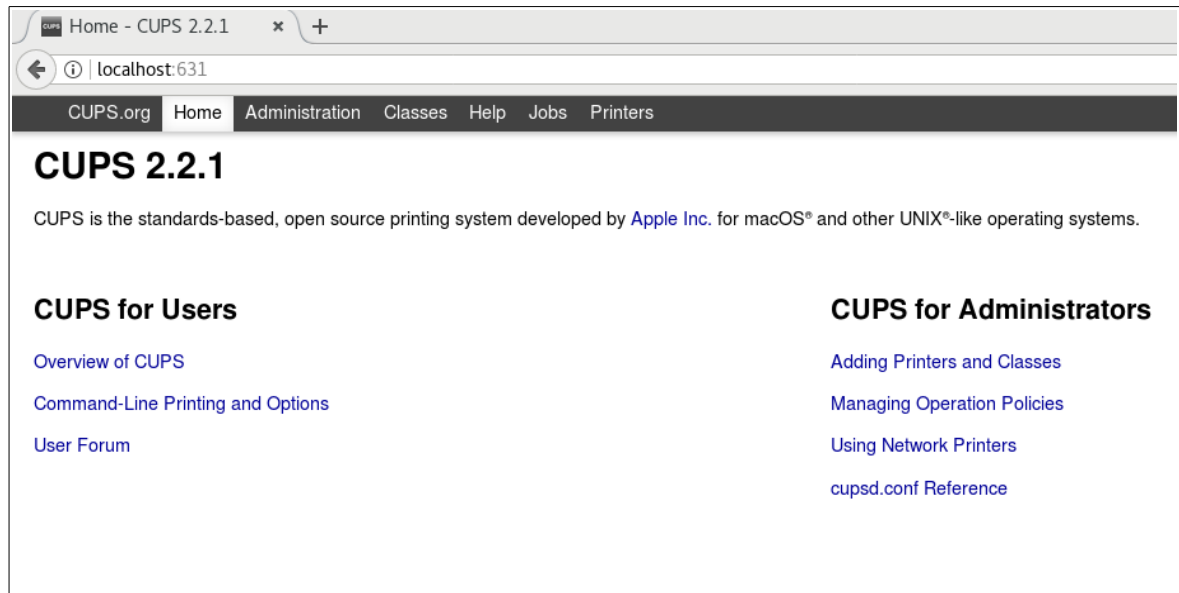 CUPS Home - CUPS 2.2.1 × +
localhost:631
CUPS.org Home Administration Classes Help Jobs Printers
CUPS 2.2.1
CUPS is the standards-based, open source printing system developed by Apple Inc. for macOS® and other UNIX®-like operating systems.
CUPS for Users
Overview of CUPS
Command-Line Printing and Options
User Forum
CUPS for Administrators
Adding Printers and Classes
Managing Operation Policies
Using Network Printers
cupsd.conf Reference